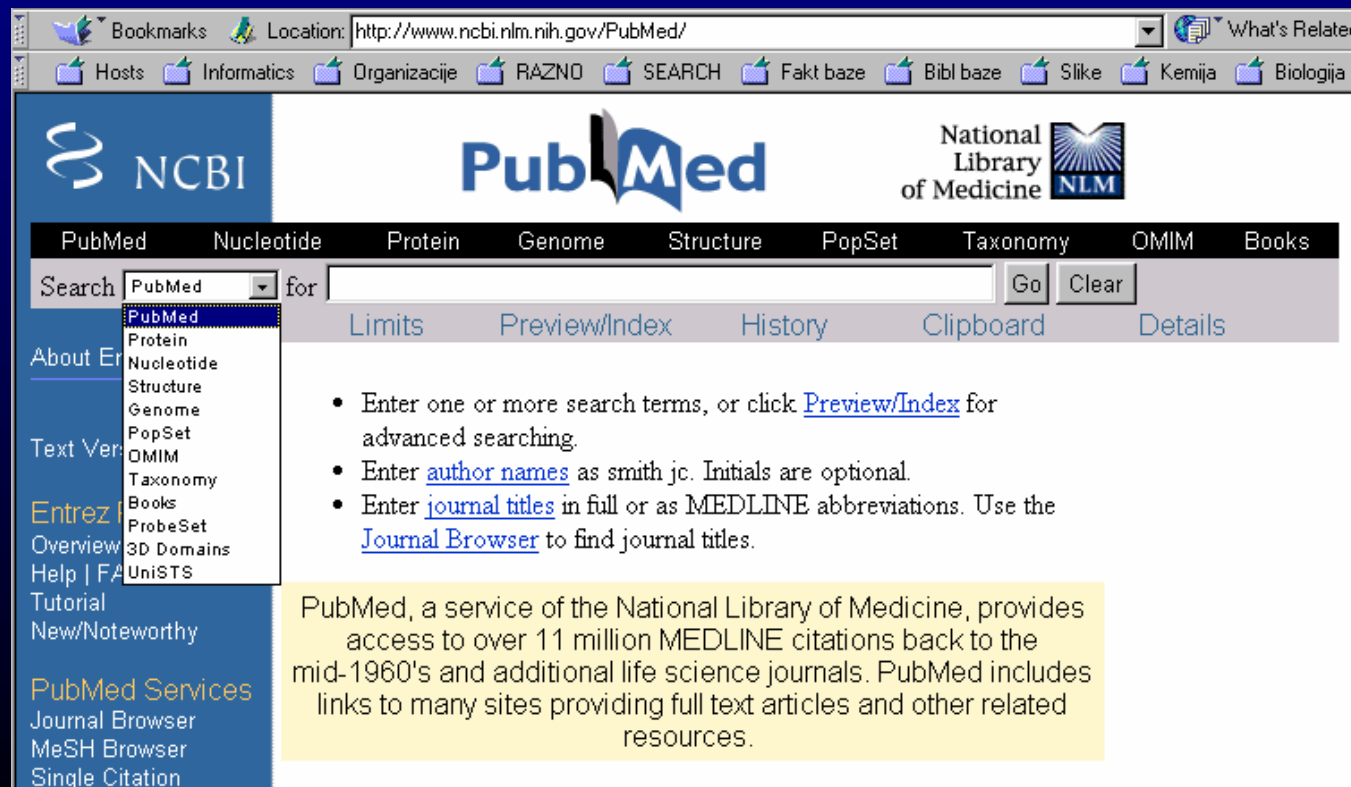 Bookmarks Location: http://www.ncbi.nlm.nih.gov/PubMed/ What's Related
Hosts Informatics Organizacije RAZNO SEARCH Fakt baze Bibl baze Slike Kemija Biologija
NCBI
PubMed
National
Library
of Medicine NLM
PubMed Nucleotide Protein Genome Structure PopSet Taxonomy OMIM Books
Search PubMed for Go Clear
Limits Preview/Index History Clipboard Details
PubMed
Protein
Nucleotide
Structure
Genome
PopSet
OMIM
Taxonomy
Books
ProbeSet
3D Domains
UniSTS
About
Text
Entrez
Overview
Help |
Tutorial
New/Noteworthy
PubMed Services
Journal Browser
MeSH Browser
Single Citation
• Enter one or more search terms, or click Preview/Index for
advanced searching.
• Enter author names as smith jc. Initials are optional.
• Enter journal titles in full or as MEDLINE abbreviations. Use the
Journal Browser to find journal titles.
PubMed, a service of the National Library of Medicine, provides
access to over 11 million MEDLINE citations back to the
mid-1960's and additional life science journals. PubMed includes
links to many sites providing full text articles and other related
resources.